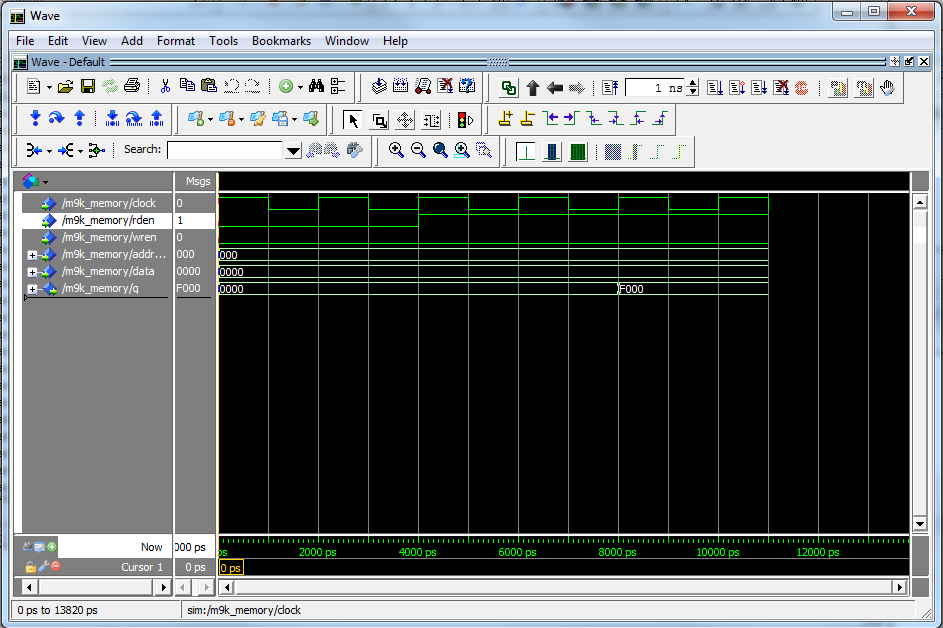 Wave
File Edit View Add Format Tools Bookmarks Window Help
Wave - Default
1 ns
Search:
Msgs
/m9k_memory/clock 0
/m9k_memory/rden 1
/m9k_memory/wren 0
/m9k_memory/addr... 000 000
/m9k_memory/data 0000 0000
/m9k_memory/q F000 0000 F000
Now 000 ps ps 2000 ps 4000 ps 6000 ps 8000 ps 10000 ps 12000 ps
Cursor 1 0 ps 0 ps
0 ps to 13820 ps sim:/m9k_memory/clock